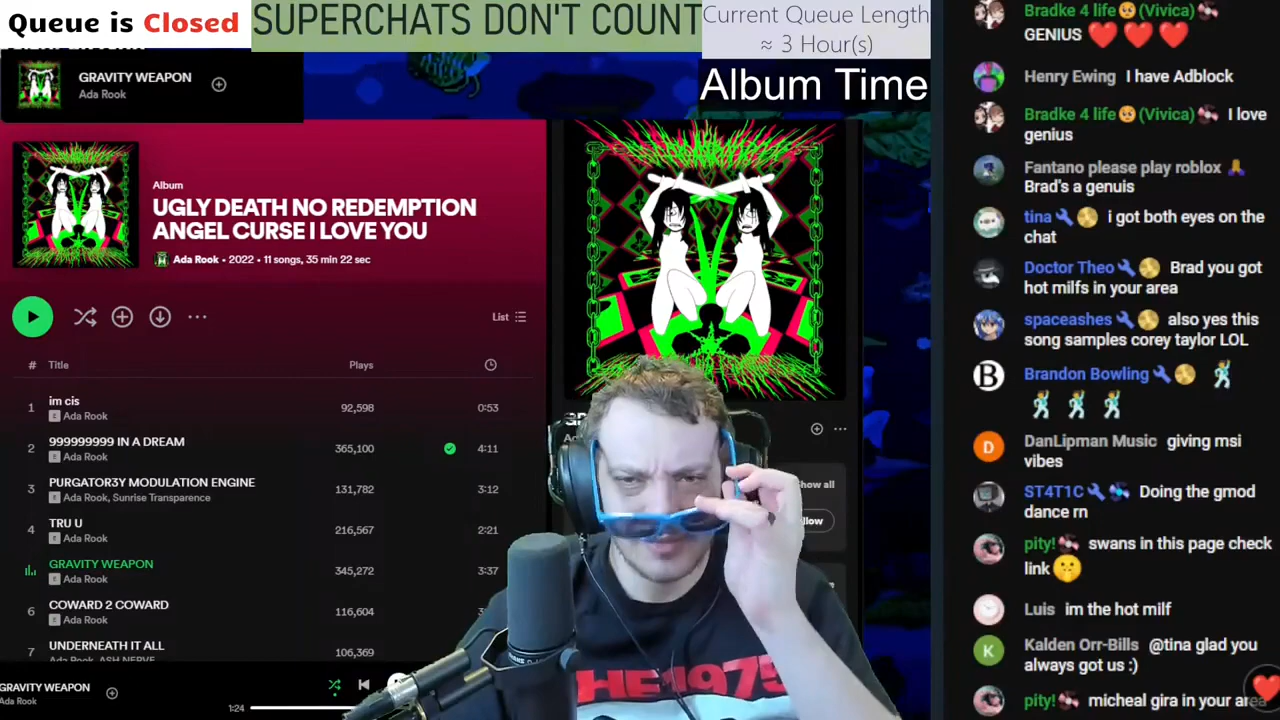 Queue is Closed
SUPERCHATS DON'T COUNT
Current Queue Length
≈ 3 Hour(s)
Album Time
GRAVITY WEAPON
Ada Rook
Album
UGLY DEATH NO REDEMPTION
ANGEL CURSE I LOVE YOU
Ada Rook • 2022 • 11 songs, 35 min 22 sec
List
# Title Plays
1 im cis 92,598 0:53
E Ada Rook
2 999999999 IN A DREAM 365,100 4:11
E Ada Rook
3 PURGATOR3Y MODULATION ENGINE 131,782 3:12
E Ada Rook, Sunrise Transparence
4 TRU U 216,567 2:21
E Ada Rook
GRAVITY WEAPON 345,272 3:37
E Ada Rook
6 COWARD 2 COWARD 116,604
E Ada Rook
7 UNDERNEATH IT ALL 106,369
Ada Rook, ASH NERVE
GRAVITY WEAPON
Ada Rook
1:24
Show all
THE 1975
Bradke 4 life (Vivica)
GENIUS
Henry Ewing I have Adblock
Bradke 4 life (Vivica) I love
genius
Fantano please play roblox
Brad's a genuis
tina i got both eyes on the
chat
Doctor Theo Brad you got
hot milfs in your area
spaceashes also yes this
song samples corey taylor LOL
B
Brandon Bowling
D
DanLipman Music giving msi
vibes
ST4T1C Doing the gmod
dance rn
pity! swans in this page check
link
Luis im the hot milf
K
Kalden Orr-Bills @tina glad you
always got us :)
pity! micheal gira in your area